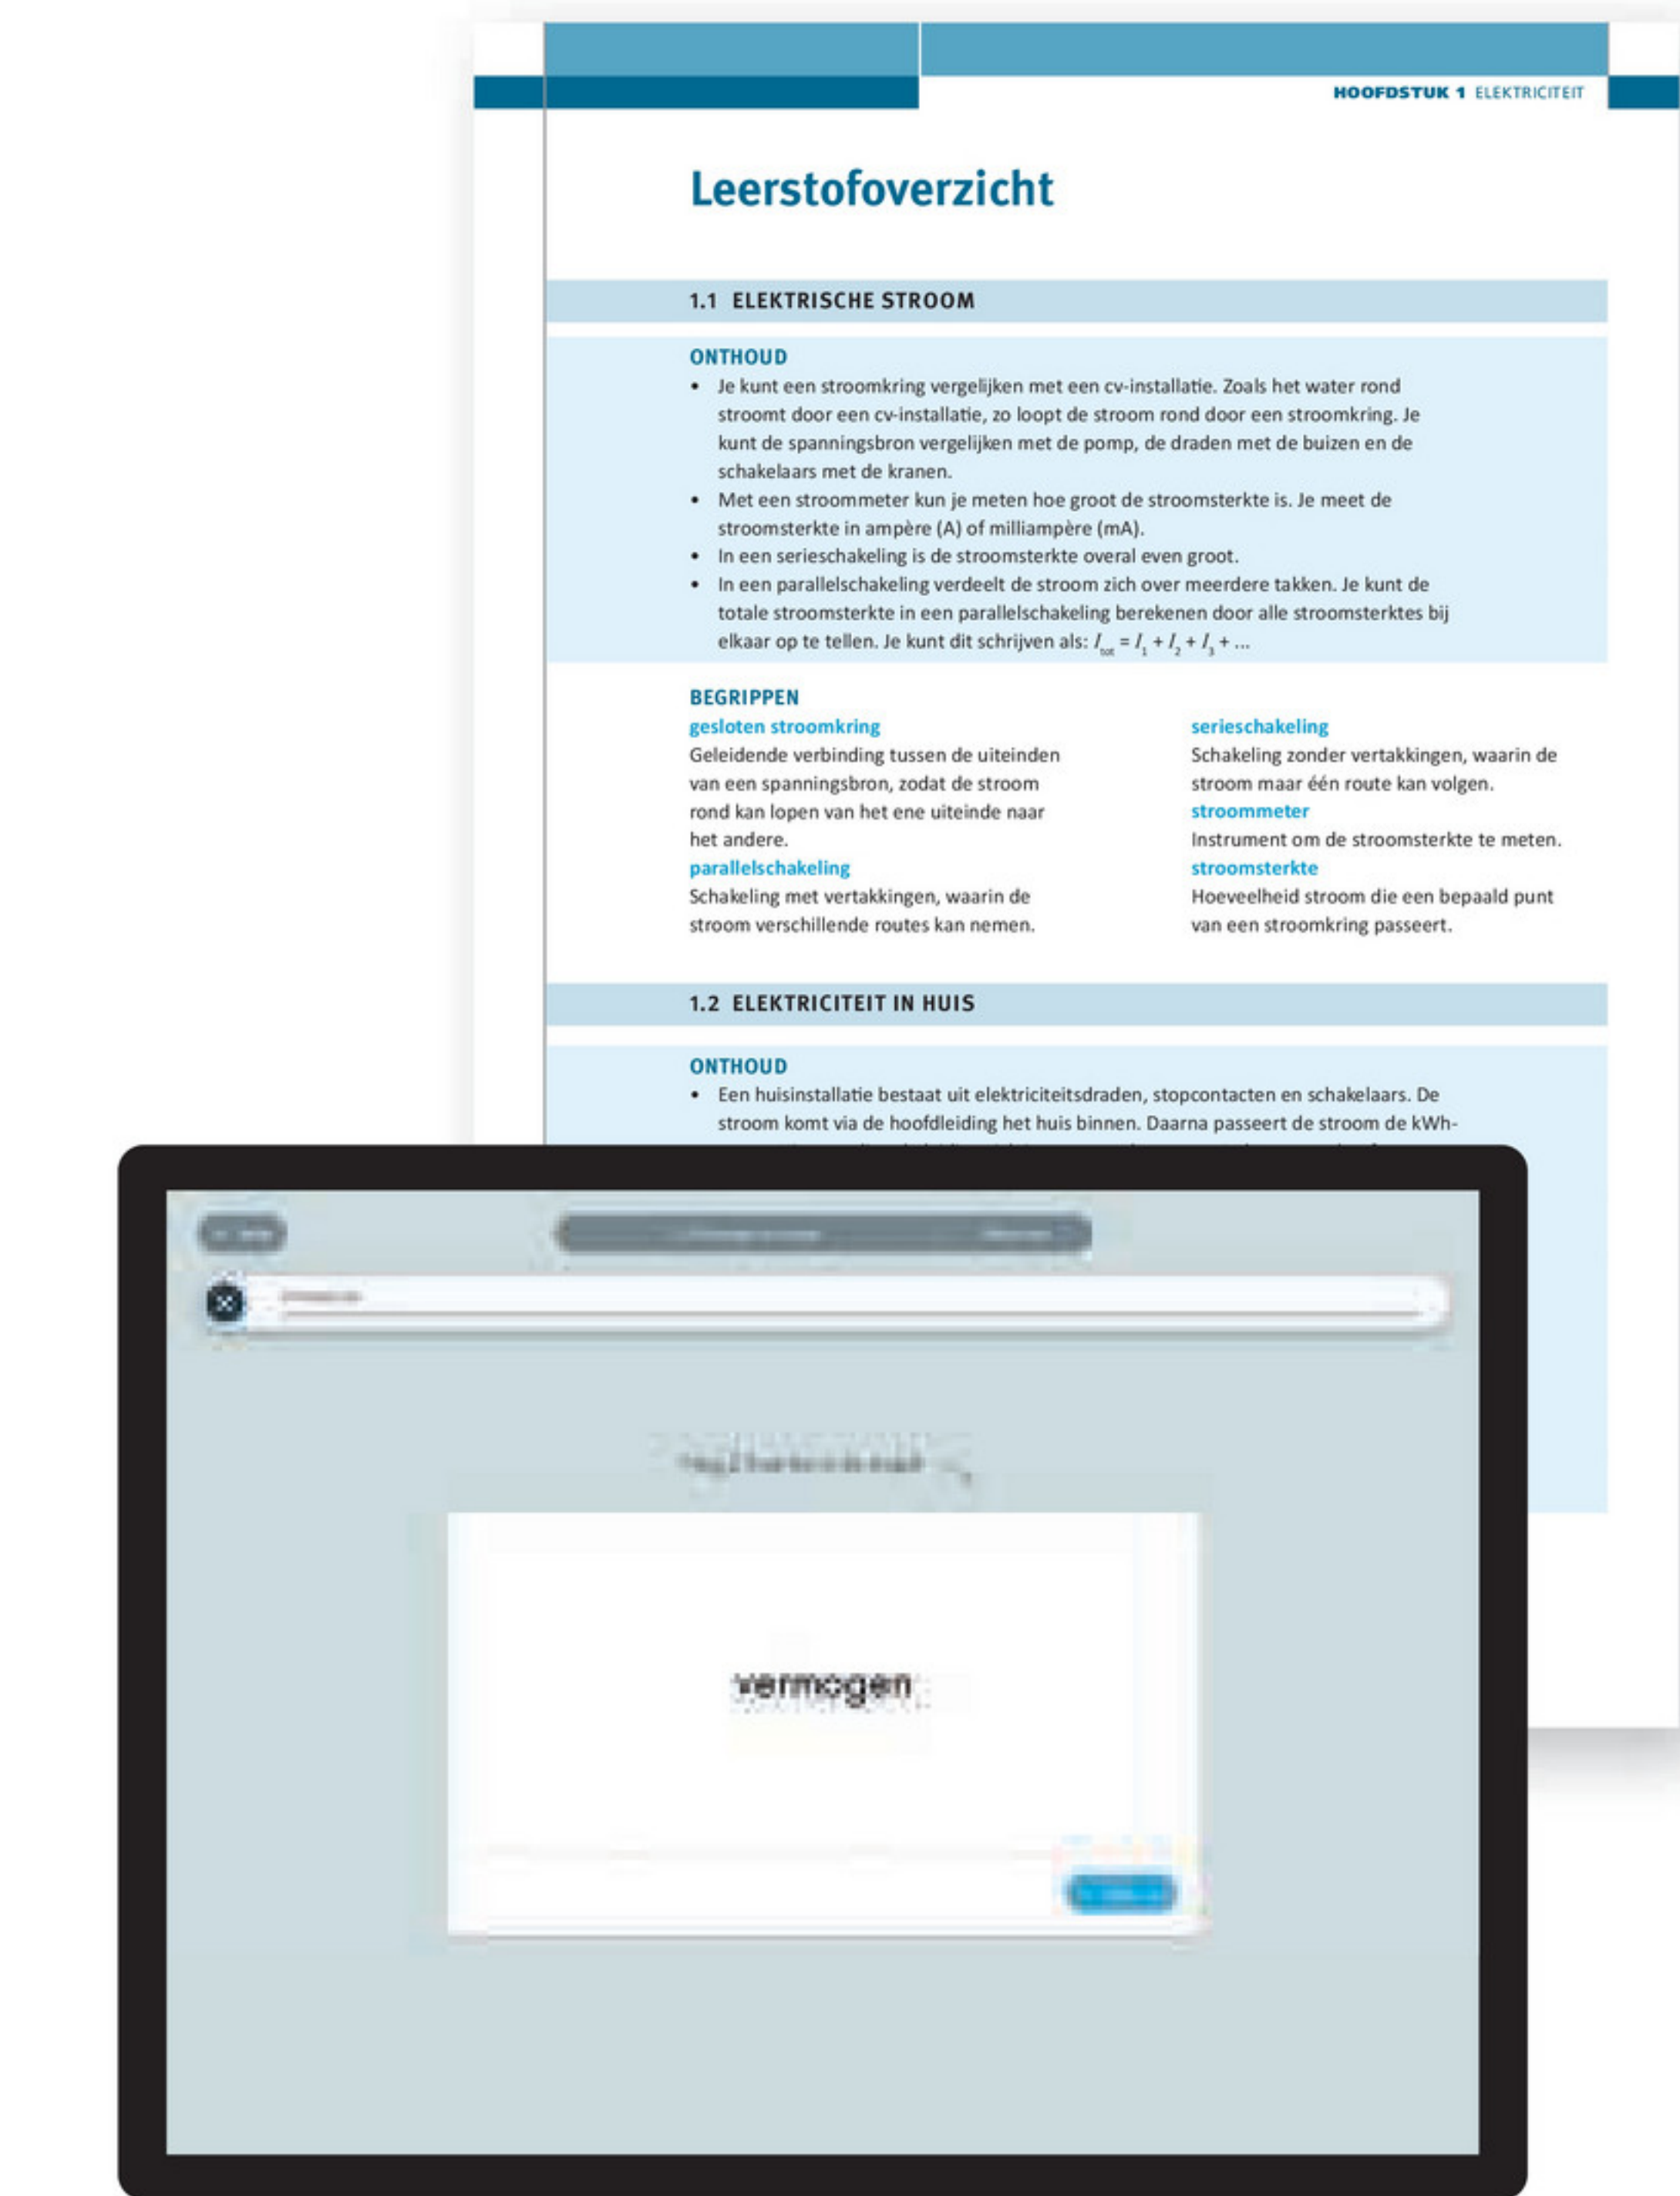 HOOFDSTUK 1 ELEKTRICITEIT
Leerstofoverzicht
1.1 ELEKTRISCHE STROOM
ONTHOUD
• Je kunt een stroomkring vergelijken met een cv-installatie. Zoals het water rond
stroomt door een cv-installatie, zo loopt de stroom rond door een stroomkring. Je
kunt de spanningsbron vergelijken met de pomp, de draden met de buizen en de
schakelaars met de kranen.
• Met een stroommeter kun je meten hoe groot de stroomsterkte is. Je meet de
stroomsterkte in ampère (A) of milliampère (mA).
• In een serieschakeling is de stroomsterkte overal even groot.
• In een parallelschakeling verdeelt de stroom zich over meerdere takken. Je kunt de
totale stroomsterkte in een parallelschakeling berekenen door alle stroomsterktes bij
elkaar op te tellen. Je kunt dit schrijven als: I_tot = I_1 + I_2 + I_3 + ...
BEGRIPPEN
gesloten stroomkring
Geleidende verbinding tussen de uiteinden
van een spanningsbron, zodat de stroom
rond kan lopen van het ene uiteinde naar
het andere.
parallelschakeling
Schakeling met vertakkingen, waarin de
stroom verschillende routes kan nemen.
serieschakeling
Schakeling zonder vertakkingen, waarin de
stroom maar één route kan volgen.
stroommeter
Instrument om de stroomsterkte te meten.
stroomsterkte
Hoeveelheid stroom die een bepaald punt
van een stroomkring passeert.
1.2 ELEKTRICITEIT IN HUIS
ONTHOUD
• Een huisinstallatie bestaat uit elektriciteitsdraden, stopcontacten en schakelaars. De
stroom komt via de hoofdleiding het huis binnen. Daarna passeert de stroom de kWh-
vermogen